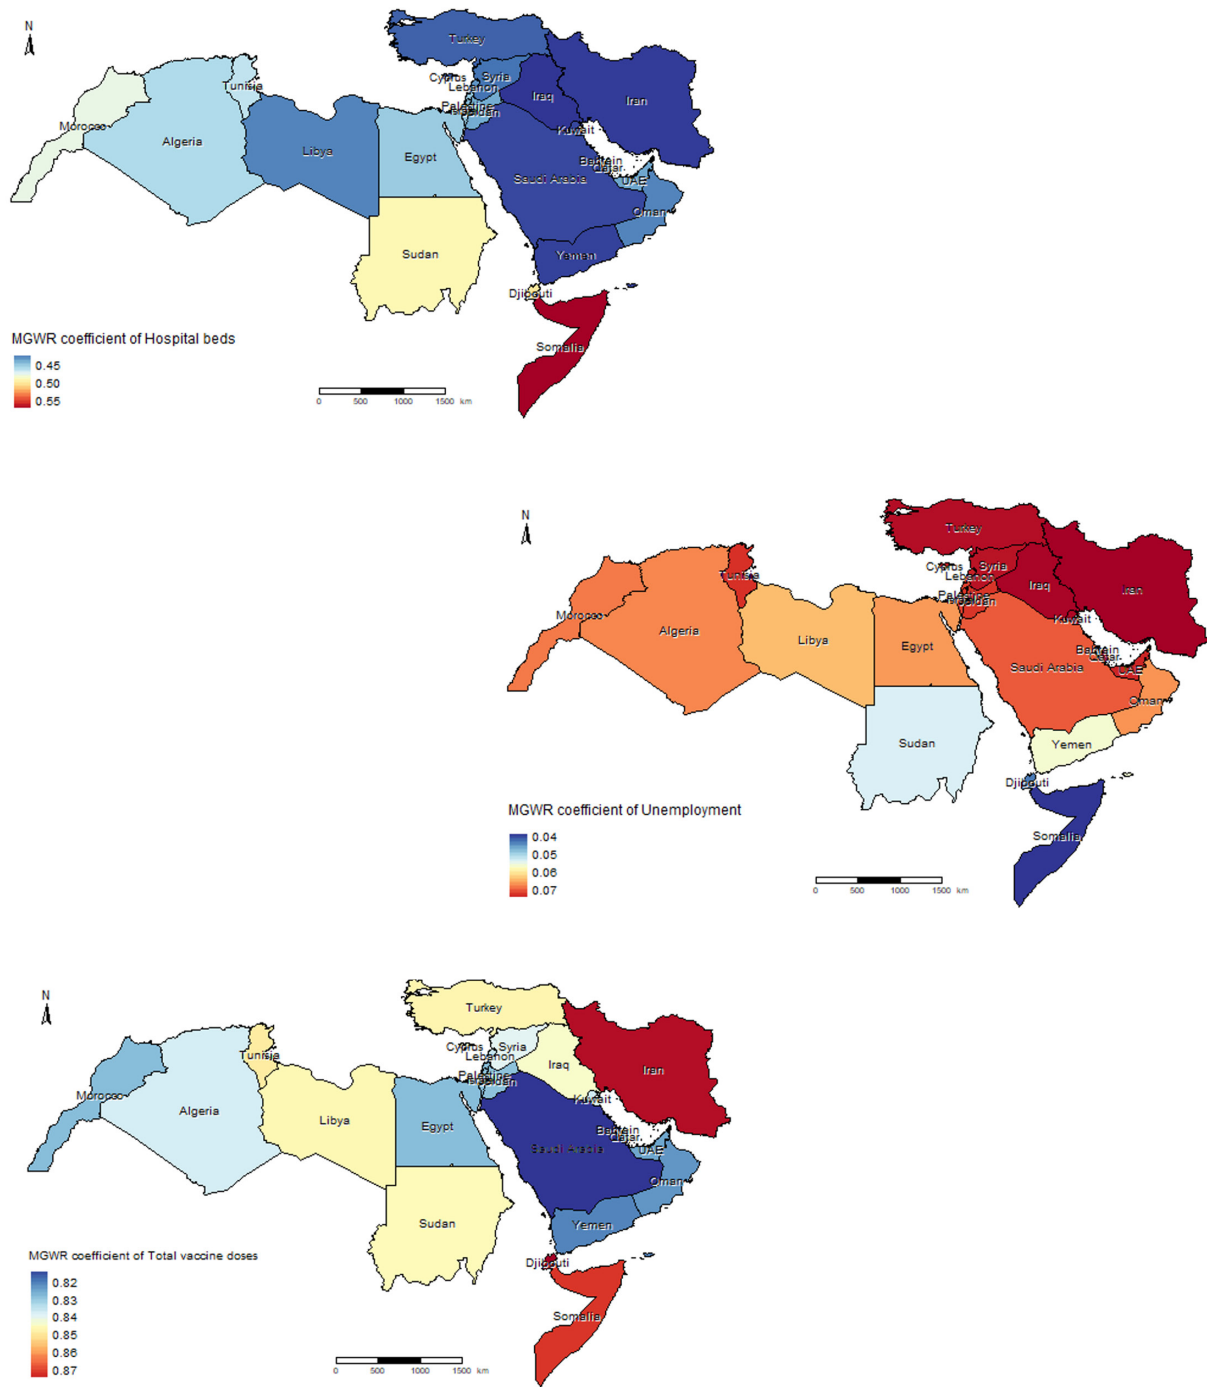 N
Turkey
Cyprus
Syria
Lebanon
Iraq
Iran
Tunisia
Palestine
Morocco
Algeria
Libya
Egypt
Kuwait
Bahrain
Qatar
Saudi Arabia
UAE
Oman
Sudan
Yemen
Djibouti
Somalia
MGWR coefficient of Hospital beds
0.45
0.50
0.55
0 500 1000 1500 km
N
Turkey
Cyprus
Syria
Lebanon
Iraq
Iran
Tunisia
Palestine
Morocco
Algeria
Libya
Egypt
Kuwait
Bahrain
Qatar
Saudi Arabia
UAE
Oman
Sudan
Yemen
Djibouti
Somalia
MGWR coefficient of Unemployment
0.04
0.05
0.06
0.07
0 500 1000 1500 km
N
Turkey
Cyprus
Syria
Lebanon
Iraq
Iran
Tunisia
Palestine
Morocco
Algeria
Libya
Egypt
Kuwait
Bahrain
Qatar
Saudi Arabia
UAE
Oman
Sudan
Yemen
Djibouti
Somalia
MGWR coefficient of Total vaccine doses
0.82
0.83
0.84
0.85
0.86
0.87
0 500 1000 1500 km